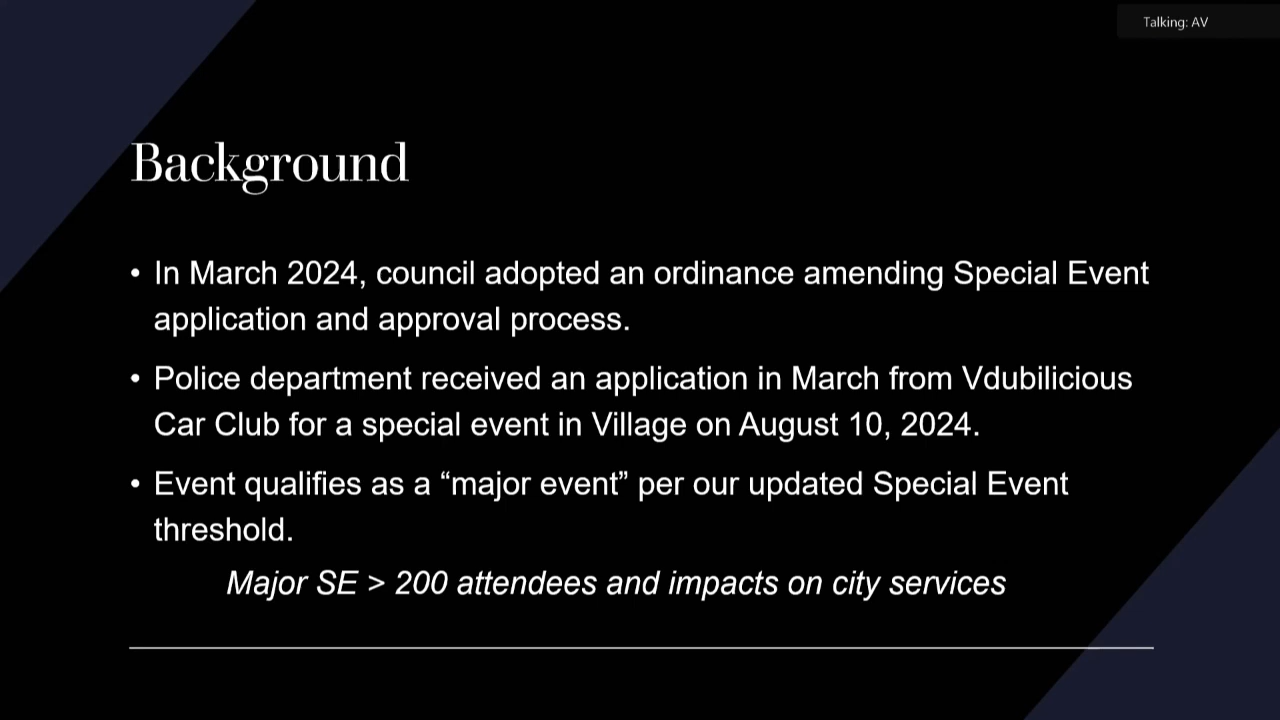 Talking: AV
Background
• In March 2024, council adopted an ordinance amending Special Event
application and approval process.
• Police department received an application in March from Vdubilicious
Car Club for a special event in Village on August 10, 2024.
• Event qualifies as a “major event” per our updated Special Event
threshold.
Major SE > 200 attendees and impacts on city services